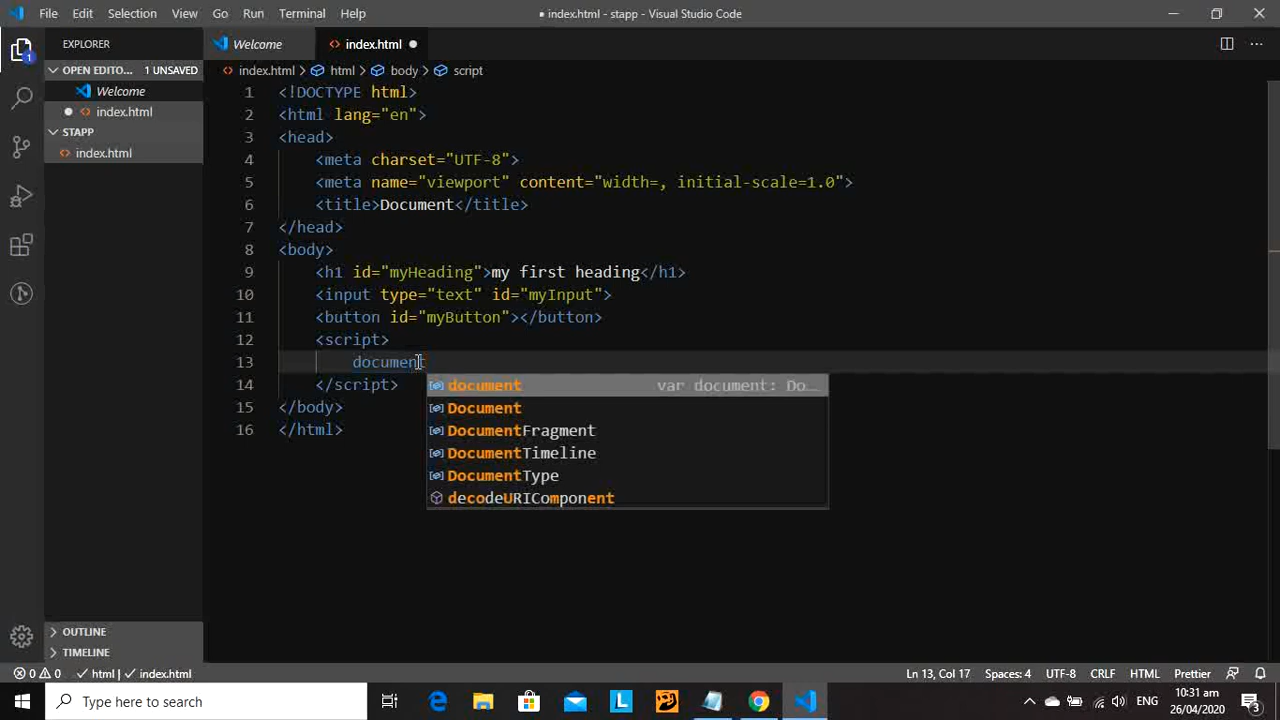 File Edit Selection View Go Run Terminal Help
● index.html - stapp - Visual Studio Code
EXPLORER
Welcome
index.html
OPEN EDITO... 1 UNSAVED
index.html > html > body > script
Welcome
index.html
STAPP
index.html
1 <!DOCTYPE html>
2 <html lang="en">
3 <head>
4 <meta charset="UTF-8">
5 <meta name="viewport" content="width=, initial-scale=1.0">
6 <title>Document</title>
7 </head>
8 <body>
9 <h1 id="myHeading">my first heading</h1>
10 <input type="text" id="myInput">
11 <button id="myButton"></button>
12 <script>
13 document
14 </script>
15 </body>
16 </html>
document var document: Do...
Document
DocumentFragment
DocumentTimeline
DocumentType
decodeURIComponent
OUTLINE
TIMELINE
0 0 html index.html
Ln 13, Col 17 Spaces: 4 UTF-8 CRLF HTML Prettier
Type here to search
ENG
10:31 am
26/04/2020
1
3